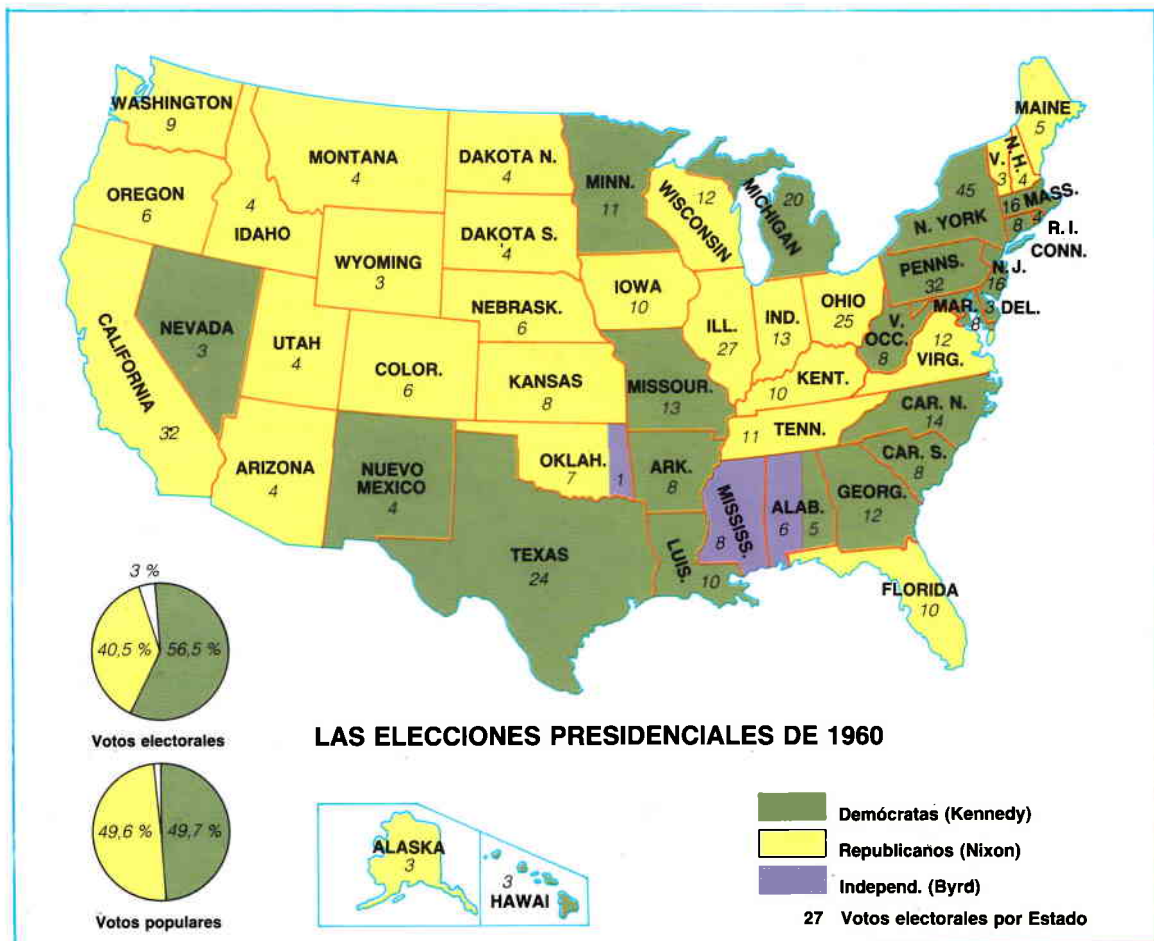 WASHINGTON
9
OREGON
6
CALIFORNIA
32
NEVADA
3
4
IDAHO
MONTANA
4
WYOMING
3
UTAH
4
COLOR.
6
ARIZONA
4
NUEVO
MEXICO
4
DAKOTA N.
4
DAKOTA S.
4
NEBRASK.
6
KANSAS
8
OKLAH.
7
1
TEXAS
24
MINN.
11
IOWA
10
MISSOUR.
13
ARK.
8
LUIS.
10
WISCONSIN
12
ILL.
27
MICHIGAN
20
IND.
13
OHIO
25
KENT.
10
11
TENN.
MISSISS.
8
ALAB.
6
5
GEORG.
12
FLORIDA
10
CAR. S.
8
CAR. N.
14
12
VIRG.
V.
OCC.
8
MAR.
8
3
DEL.
PENNS.
32
N. J.
16
45
N. YORK
8
CONN.
4
R. I.
16
MASS.
V.
3
N. H.
4
MAINE
5
3 %
40,5 %
56,5 %
Votos electorales
49,6 %
49,7 %
Votos populares
LAS ELECCIONES PRESIDENCIALES DE 1960
ALASKA
3
3
HAWAI
Demócratas (Kennedy)
Republicanos (Nixon)
Independ. (Byrd)
27 Votos electorales por Estado